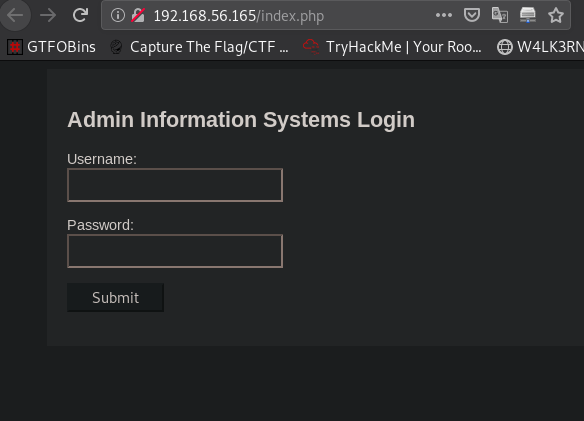 192.168.56.165/index.php
GTFOBins Capture The Flag/CTF ... TryHackMe | Your Roo... W4LK3RN
Admin Information Systems Login
Username:
Password:
Submit